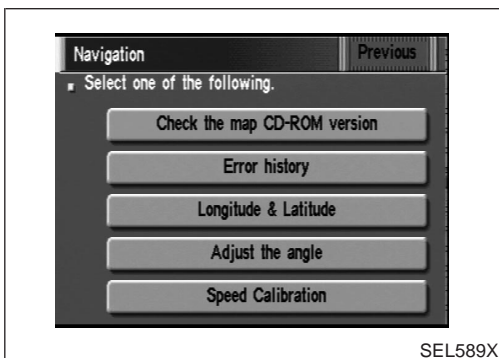 Navigation
Previous
Select one of the following.
Check the map CD-ROM version
Error history
Longitude & Latitude
Adjust the angle
Speed Calibration
SEL589X